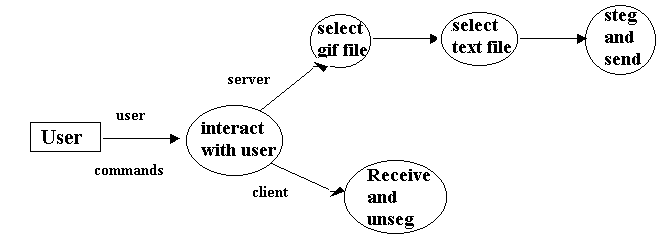 User
user
commands
interact
with user
server
select
gif file
select
text file
steg
and
send
client
Receive
and
unseg